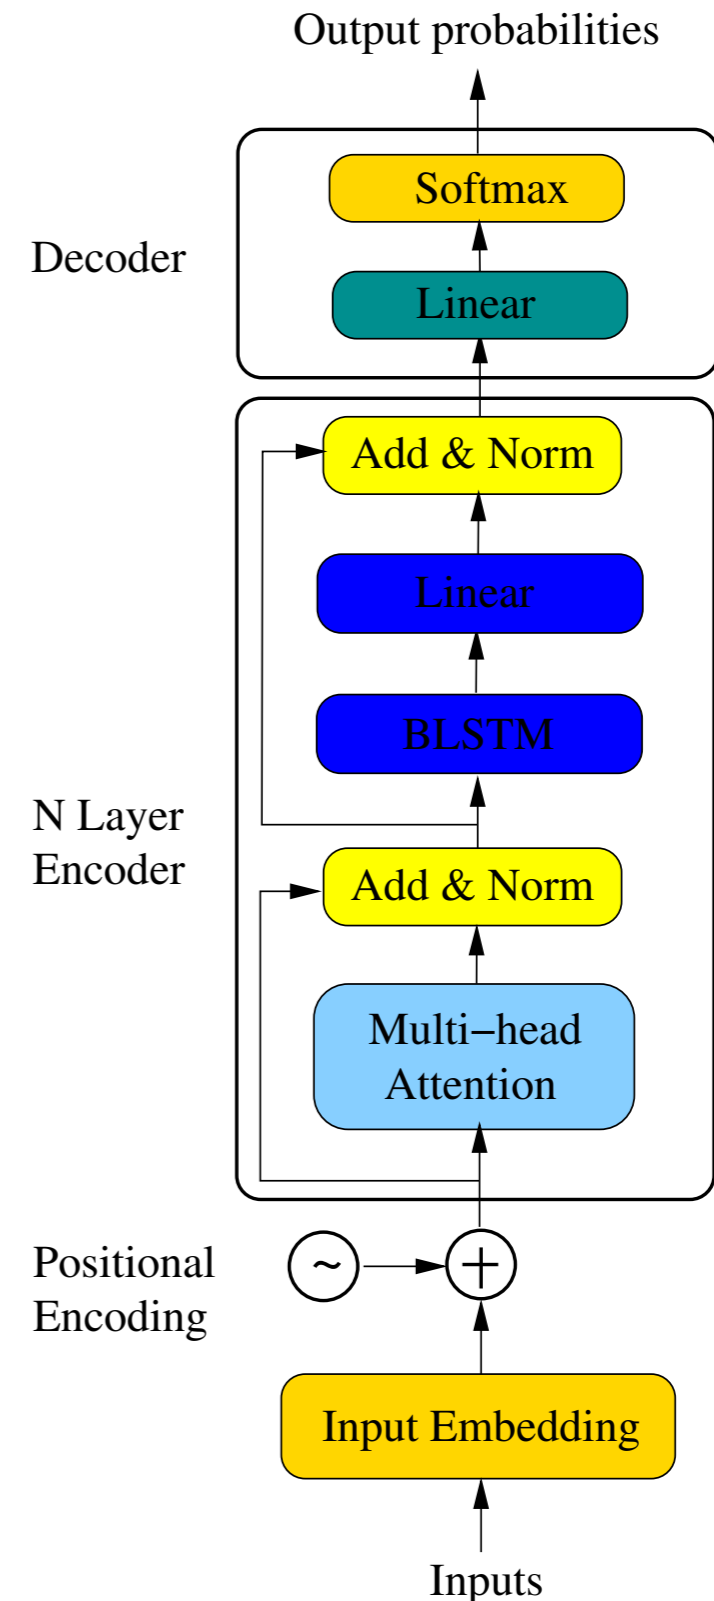 Output probabilities
Softmax
Decoder
Linear
Add & Norm
Linear
BLSTM
N Layer
Encoder
Add & Norm
Multi−head
Attention
Positional
Encoding
~
+
Input Embedding
Inputs